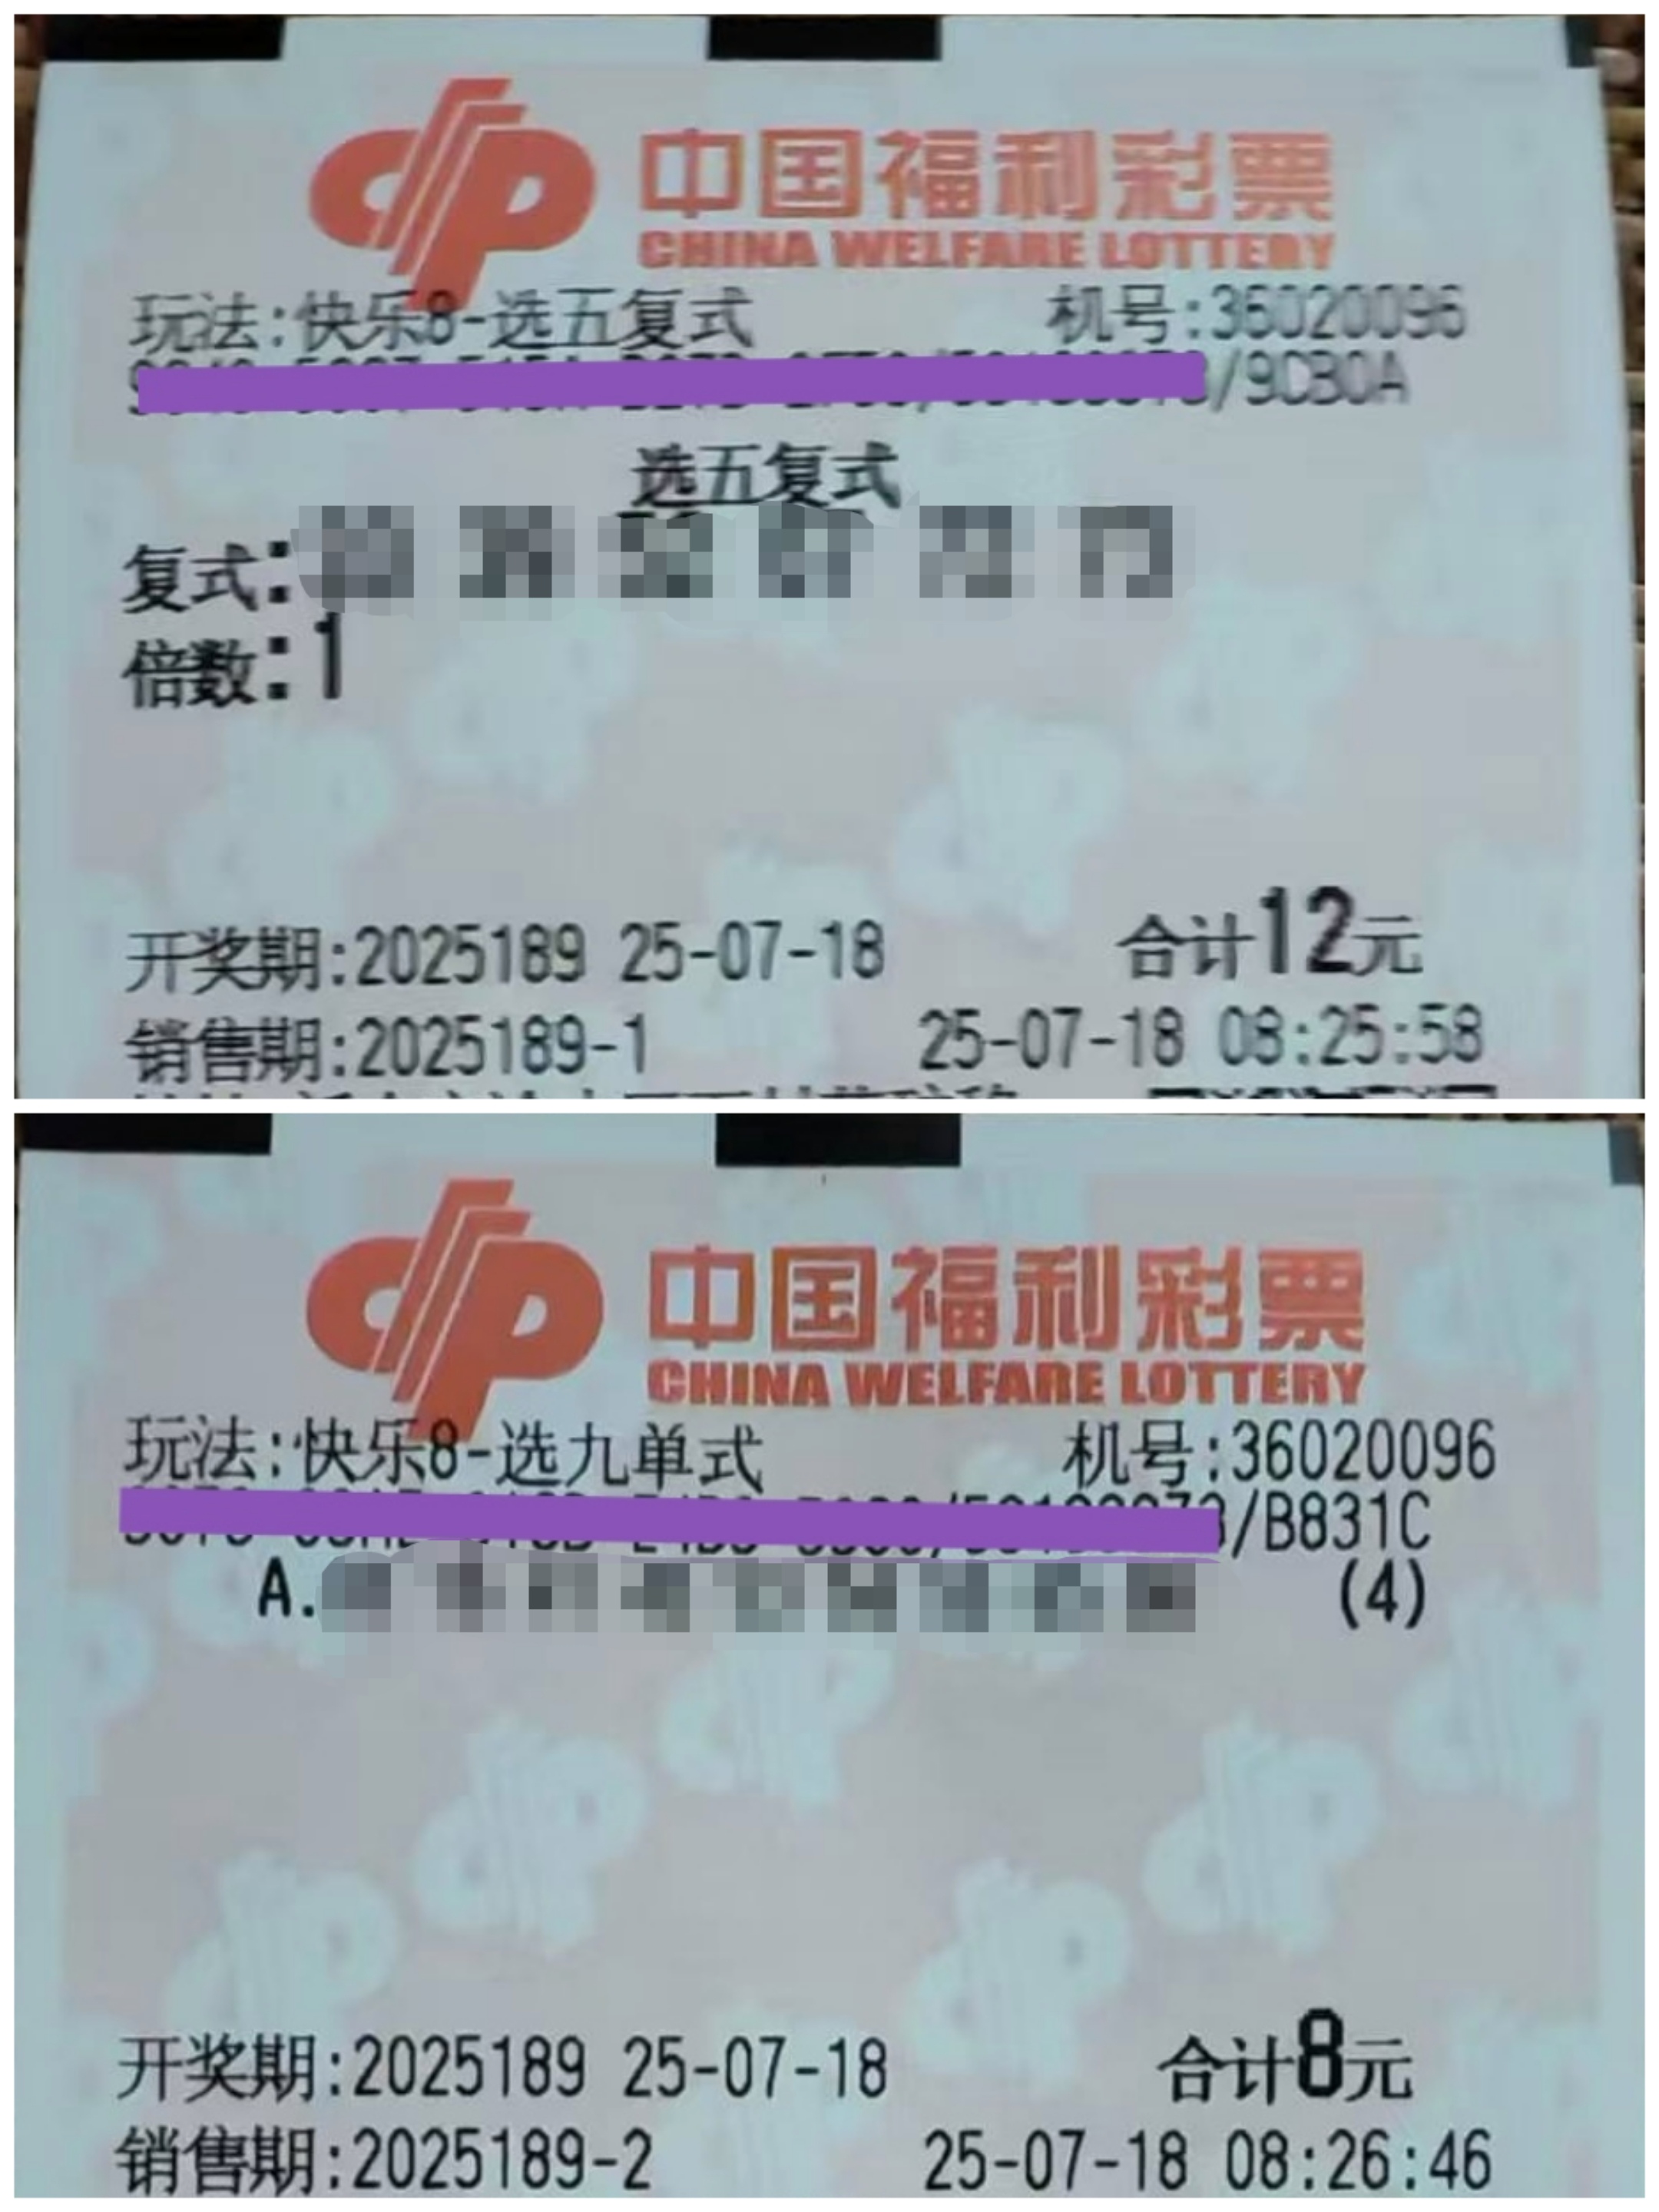 中国福利彩票
CHINA WELFARE LOTTERY
玩法:快乐8-选五复式 机号:36020096
/9CB0A
选五复式
复式:
倍数:1
开奖期:2025189 25-07-18 合计12元
销售期:2025189-1 25-07-18 08:25:58
中国福利彩票
CHINA WELFARE LOTTERY
玩法:快乐8-选九单式 机号:36020096
/B831C
A. (4)
开奖期:2025189 25-07-18 合计8元
销售期:2025189-2 25-07-18 08:26:46